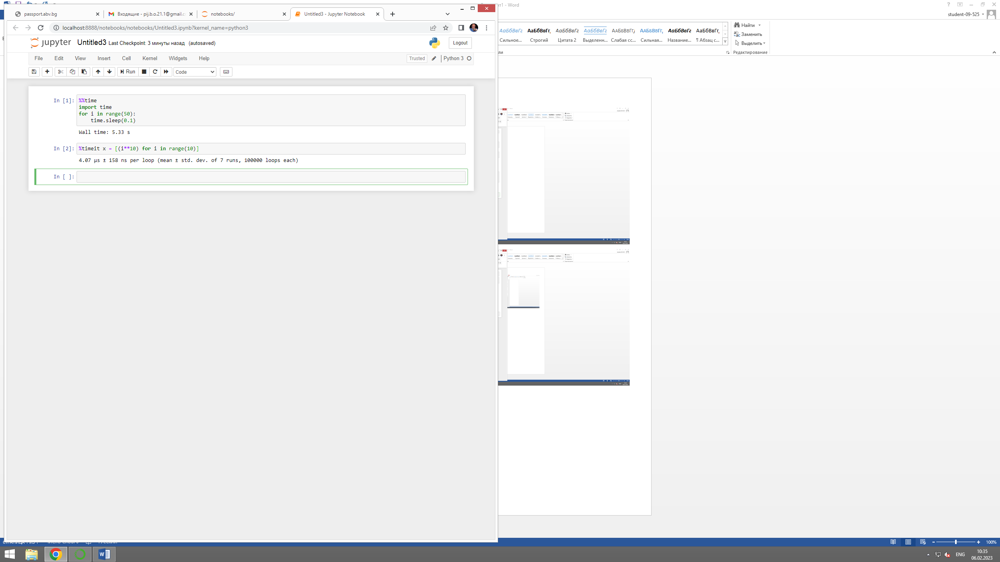 - Word
passport.abv.bg
Входящие - pij.b.o.21.1@gmail.c
notebooks/
Untitled3 - Jupyter Notebook
student-09-525
localhost:8888/notebooks/notebooks/Untitled3.ipynb?kernel_name=python3
АаБбВвГг АаБбВвГг, АаБбВвГг АаБбВвГг ААББВВГГ, ААББВВГГ, АаБбВвГг АаБбВвГг,
Сильное... Строгий Цитата 2 Выделенн... Слабая сс... Сильная... Название... ¶ Абзац с...
Найти
Заменить
Выделить
Редактирование
jupyter Untitled3 Last Checkpoint: 3 минуты назад (autosaved)
Logout
File Edit View Insert Cell Kernel Widgets Help
Trusted Python 3
Run Code
In [1]: %%time
import time
for i in range(50):
    time.sleep(0.1)
Wall time: 5.33 s
In [2]: %timeit x = [(i**10) for i in range(10)]
4.07 µs ± 158 ns per loop (mean ± std. dev. of 7 runs, 100000 loops each)
In [ ]:
100%
ENG
10:35
06.02.2023